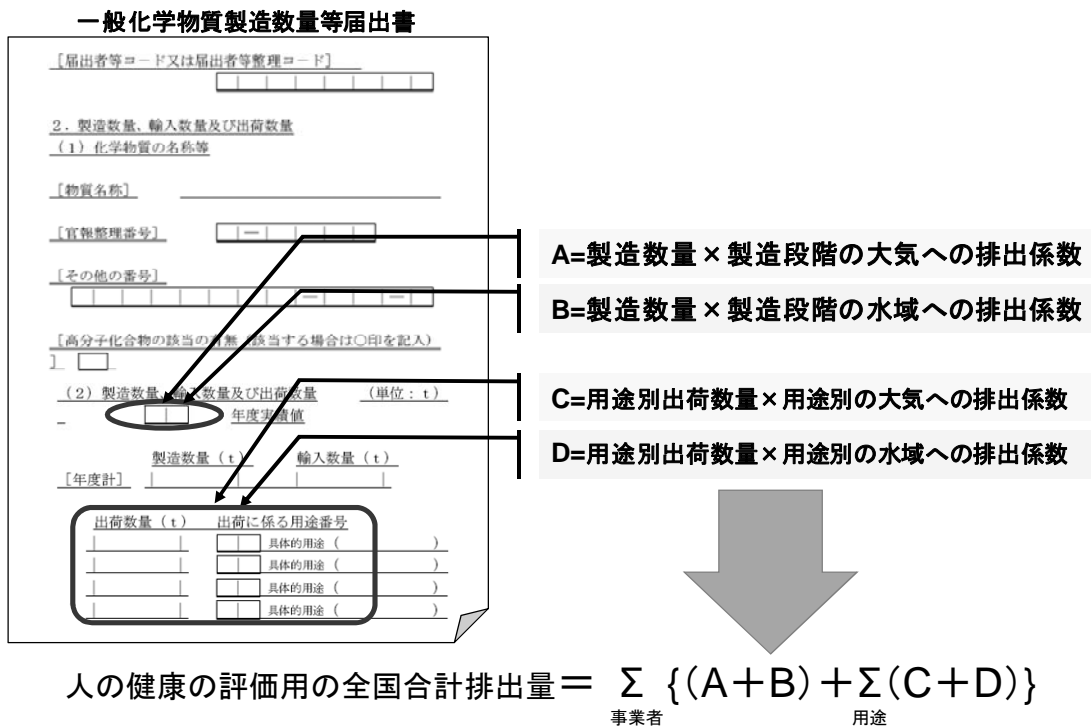 一般化学物質製造数量等届出書
[届出者等コード又は届出者等整理コード]
2．製造数量、輸入数量及び出荷数量
(1) 化学物質の名称等
[物質名称]
[官報整理番号]
－
[その他の番号]
－ －
[高分子化合物の該当の有無 (該当する場合は○印を記入)
]
(2) 製造数量、輸入数量及び出荷数量 (単位：t)
年度実績値
製造数量 (t) 輸入数量 (t)
[年度計]
出荷数量 (t) 出荷に係る用途番号
具体的用途 ( )
具体的用途 ( )
具体的用途 ( )
具体的用途 ( )
A=製造数量×製造段階の大気への排出係数
B=製造数量×製造段階の水域への排出係数
C=用途別出荷数量×用途別の大気への排出係数
D=用途別出荷数量×用途別の水域への排出係数
人の健康の評価用の全国合計排出量＝ Σ {(A＋B)＋Σ(C＋D)}
事業者 用途